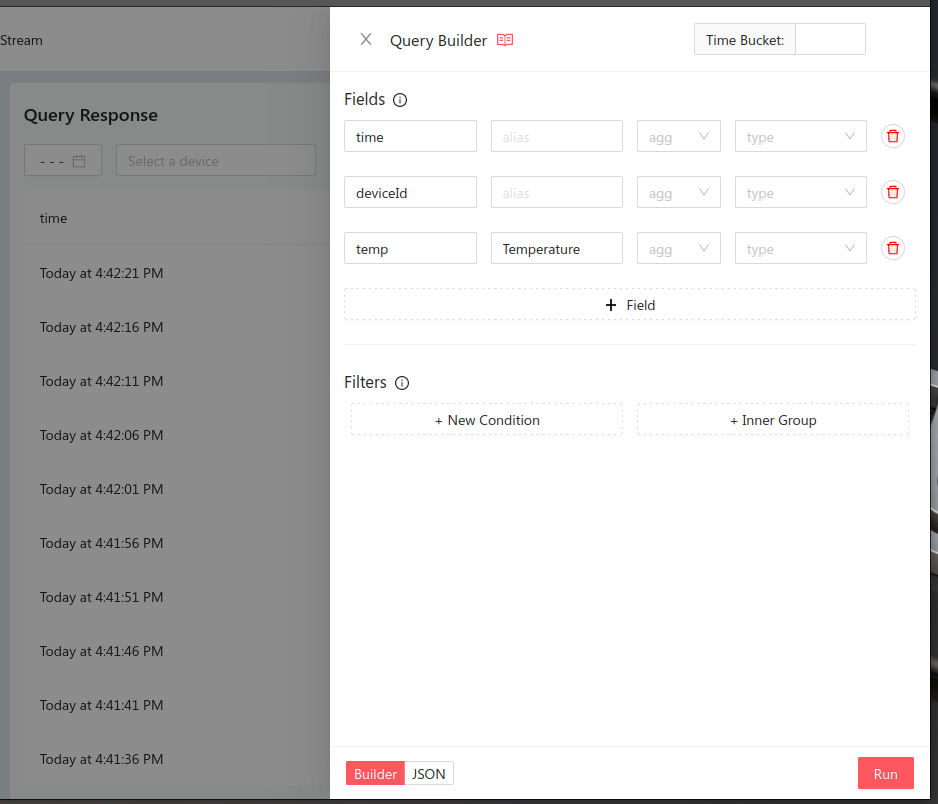 Stream
Query Response
- - -
Select a device
time
Today at 4:42:21 PM
Today at 4:42:16 PM
Today at 4:42:11 PM
Today at 4:42:06 PM
Today at 4:42:01 PM
Today at 4:41:56 PM
Today at 4:41:51 PM
Today at 4:41:46 PM
Today at 4:41:41 PM
Today at 4:41:36 PM
Query Builder
Time Bucket:
Fields
time alias agg type
deviceId alias agg type
temp Temperature agg type
+ Field
Filters
+ New Condition
+ Inner Group
Builder JSON
Run